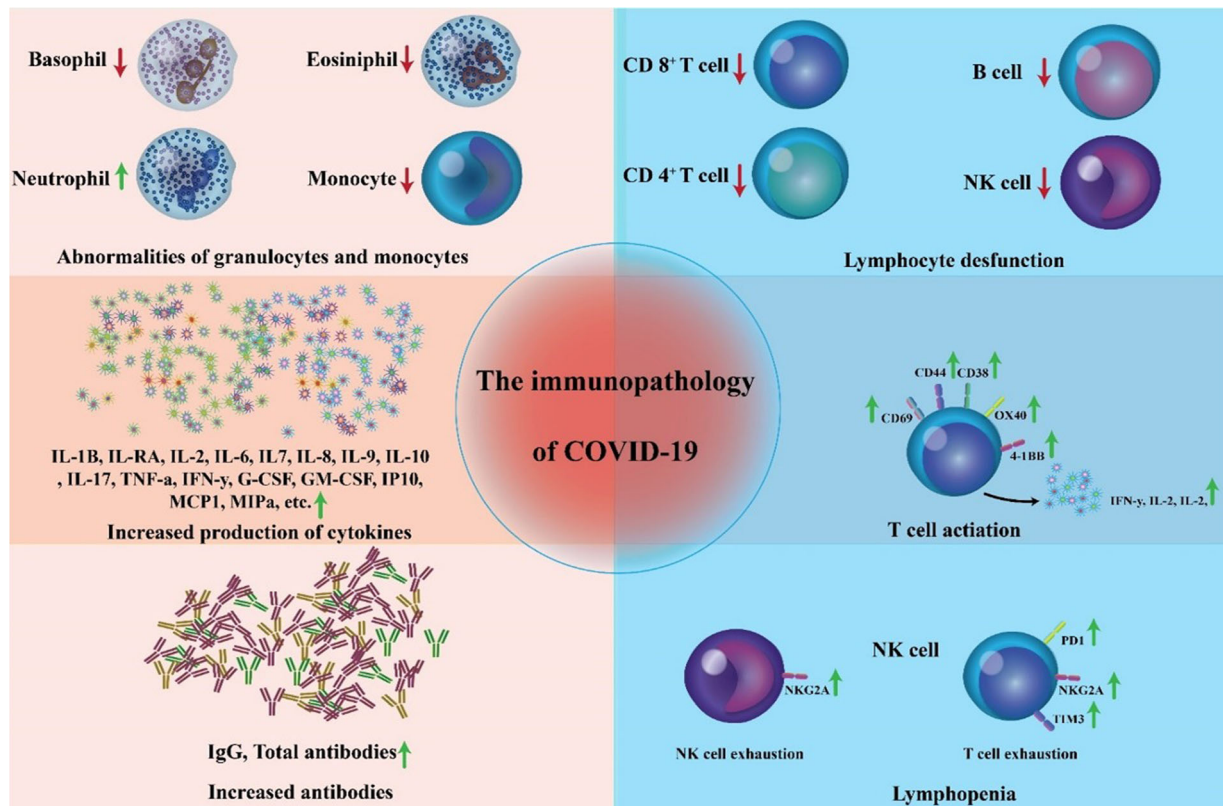 Basophil
Eosiniphil
Neutrophil
Monocyte
Abnormalities of granulocytes and monocytes
CD 8+ T cell
B cell
CD 4+ T cell
NK cell
Lymphocyte desfunction
The immunopathology
of COVID-19
IL-1B, IL-RA, IL-2, IL-6, IL7, IL-8, IL-9, IL-10
, IL-17, TNF-a, IFN-y, G-CSF, GM-CSF, IP10,
MCP1, MIPa, etc.
Increased production of cytokines
CD44
CD38
CD69
OX40
4-1BB
IFN-y, IL-2, IL-2,
T cell actiation
IgG, Total antibodies
Increased antibodies
NK cell
PD1
NKG2A
NKG2A
TIM3
NK cell exhaustion
T cell exhaustion
Lymphopenia